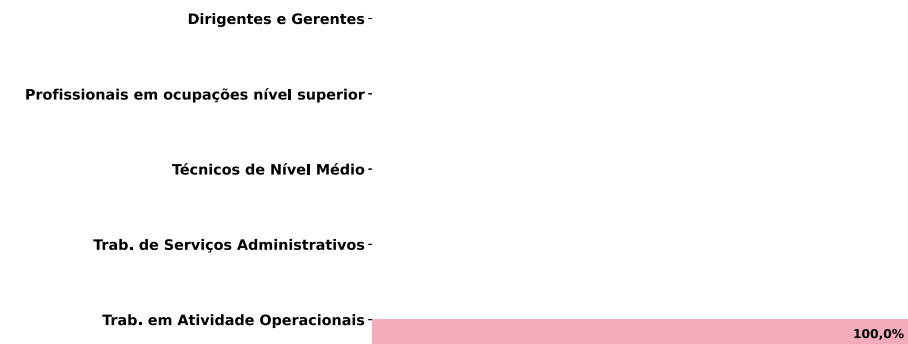 Dirigentes e Gerentes
Profissionais em ocupações nível superior
Técnicos de Nível Médio
Trab. de Serviços Administrativos
Trab. em Atividade Operacionais
100,0%